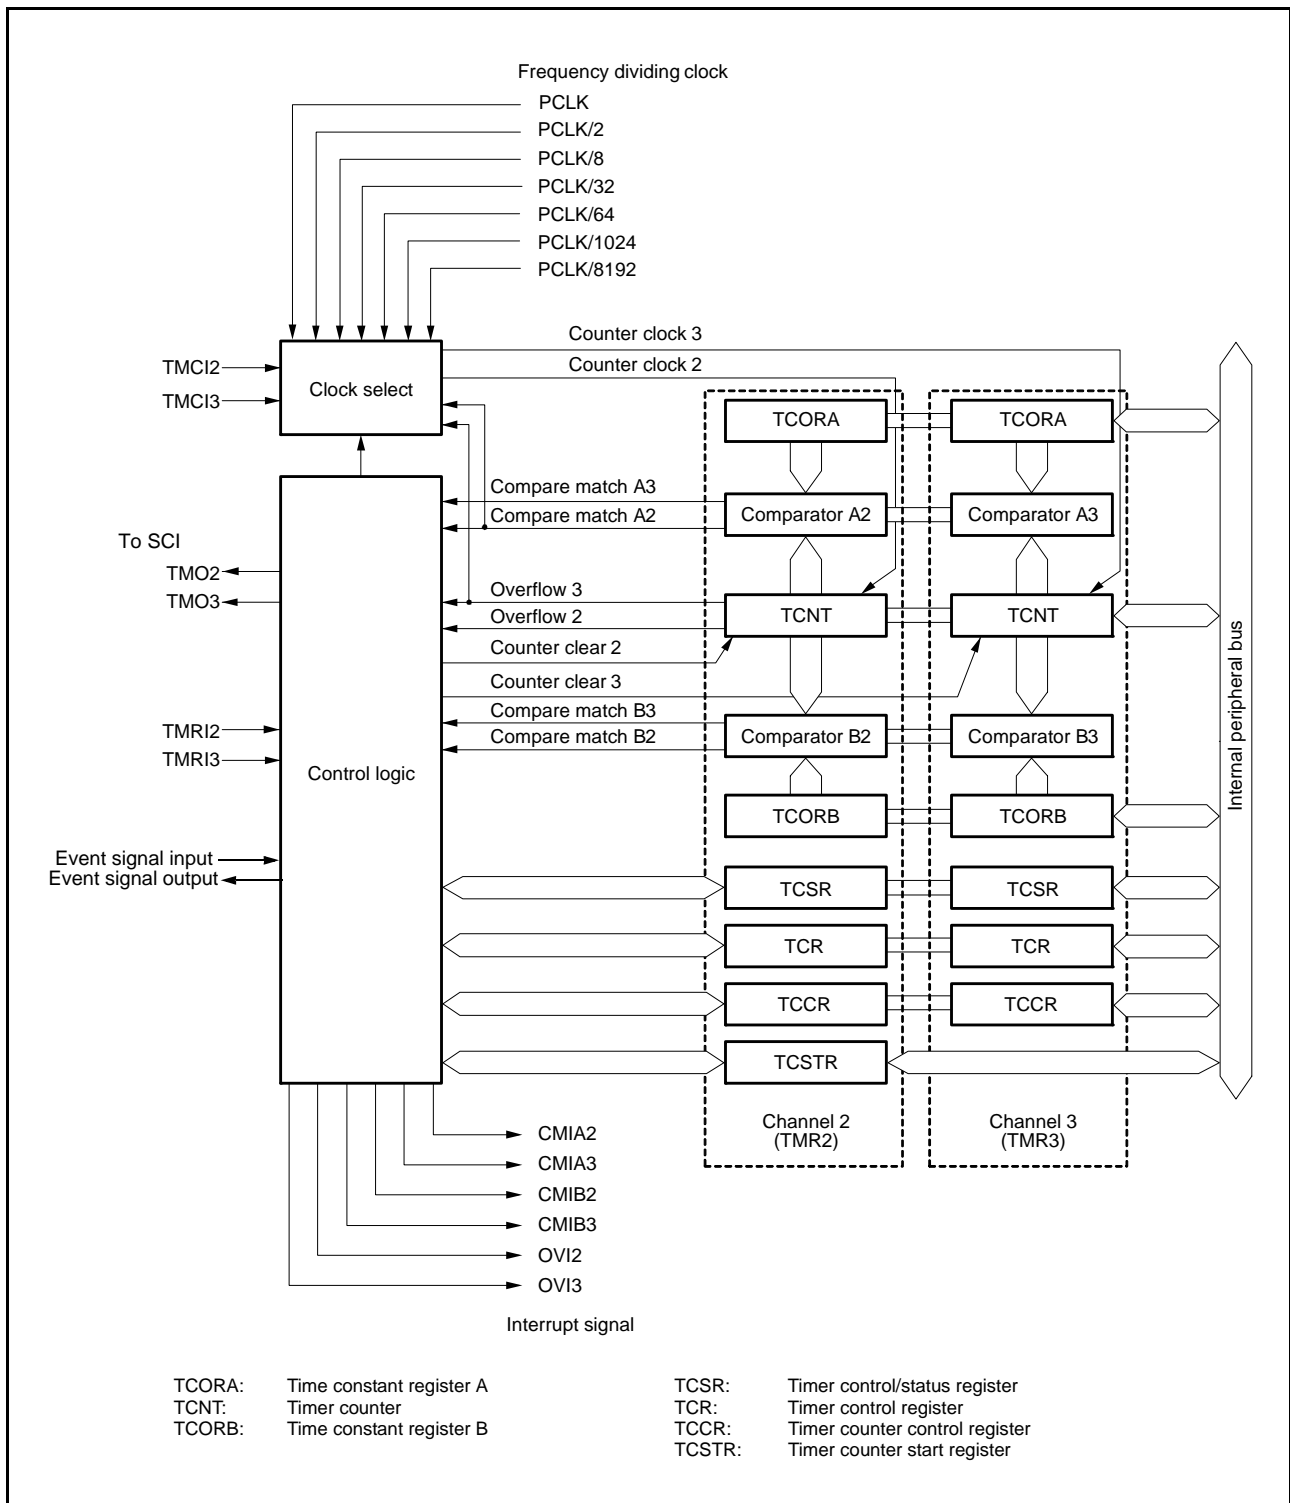 Frequency dividing clock
PCLK
PCLK/2
PCLK/8
PCLK/32
PCLK/64
PCLK/1024
PCLK/8192
Counter clock 3
Counter clock 2
TMCI2
TMCI3
Clock select
TCORA
TCORA
Compare match A3
Compare match A2
Comparator A2
Comparator A3
To SCI
TMO2
TMO3
Overflow 3
Overflow 2
TCNT
TCNT
Counter clear 2
Counter clear 3
Internal peripheral bus
TMRI2
TMRI3
Compare match B3
Compare match B2
Comparator B2
Comparator B3
Control logic
TCORB
TCORB
Event signal input
Event signal output
TCSR
TCSR
TCR
TCR
TCCR
TCCR
TCSTR
Channel 2
(TMR2)
Channel 3
(TMR3)
CMIA2
CMIA3
CMIB2
CMIB3
OVI2
OVI3
Interrupt signal
TCORA: Time constant register A
TCNT: Timer counter
TCORB: Time constant register B
TCSR: Timer control/status register
TCR: Timer control register
TCCR: Timer counter control register
TCSTR: Timer counter start register